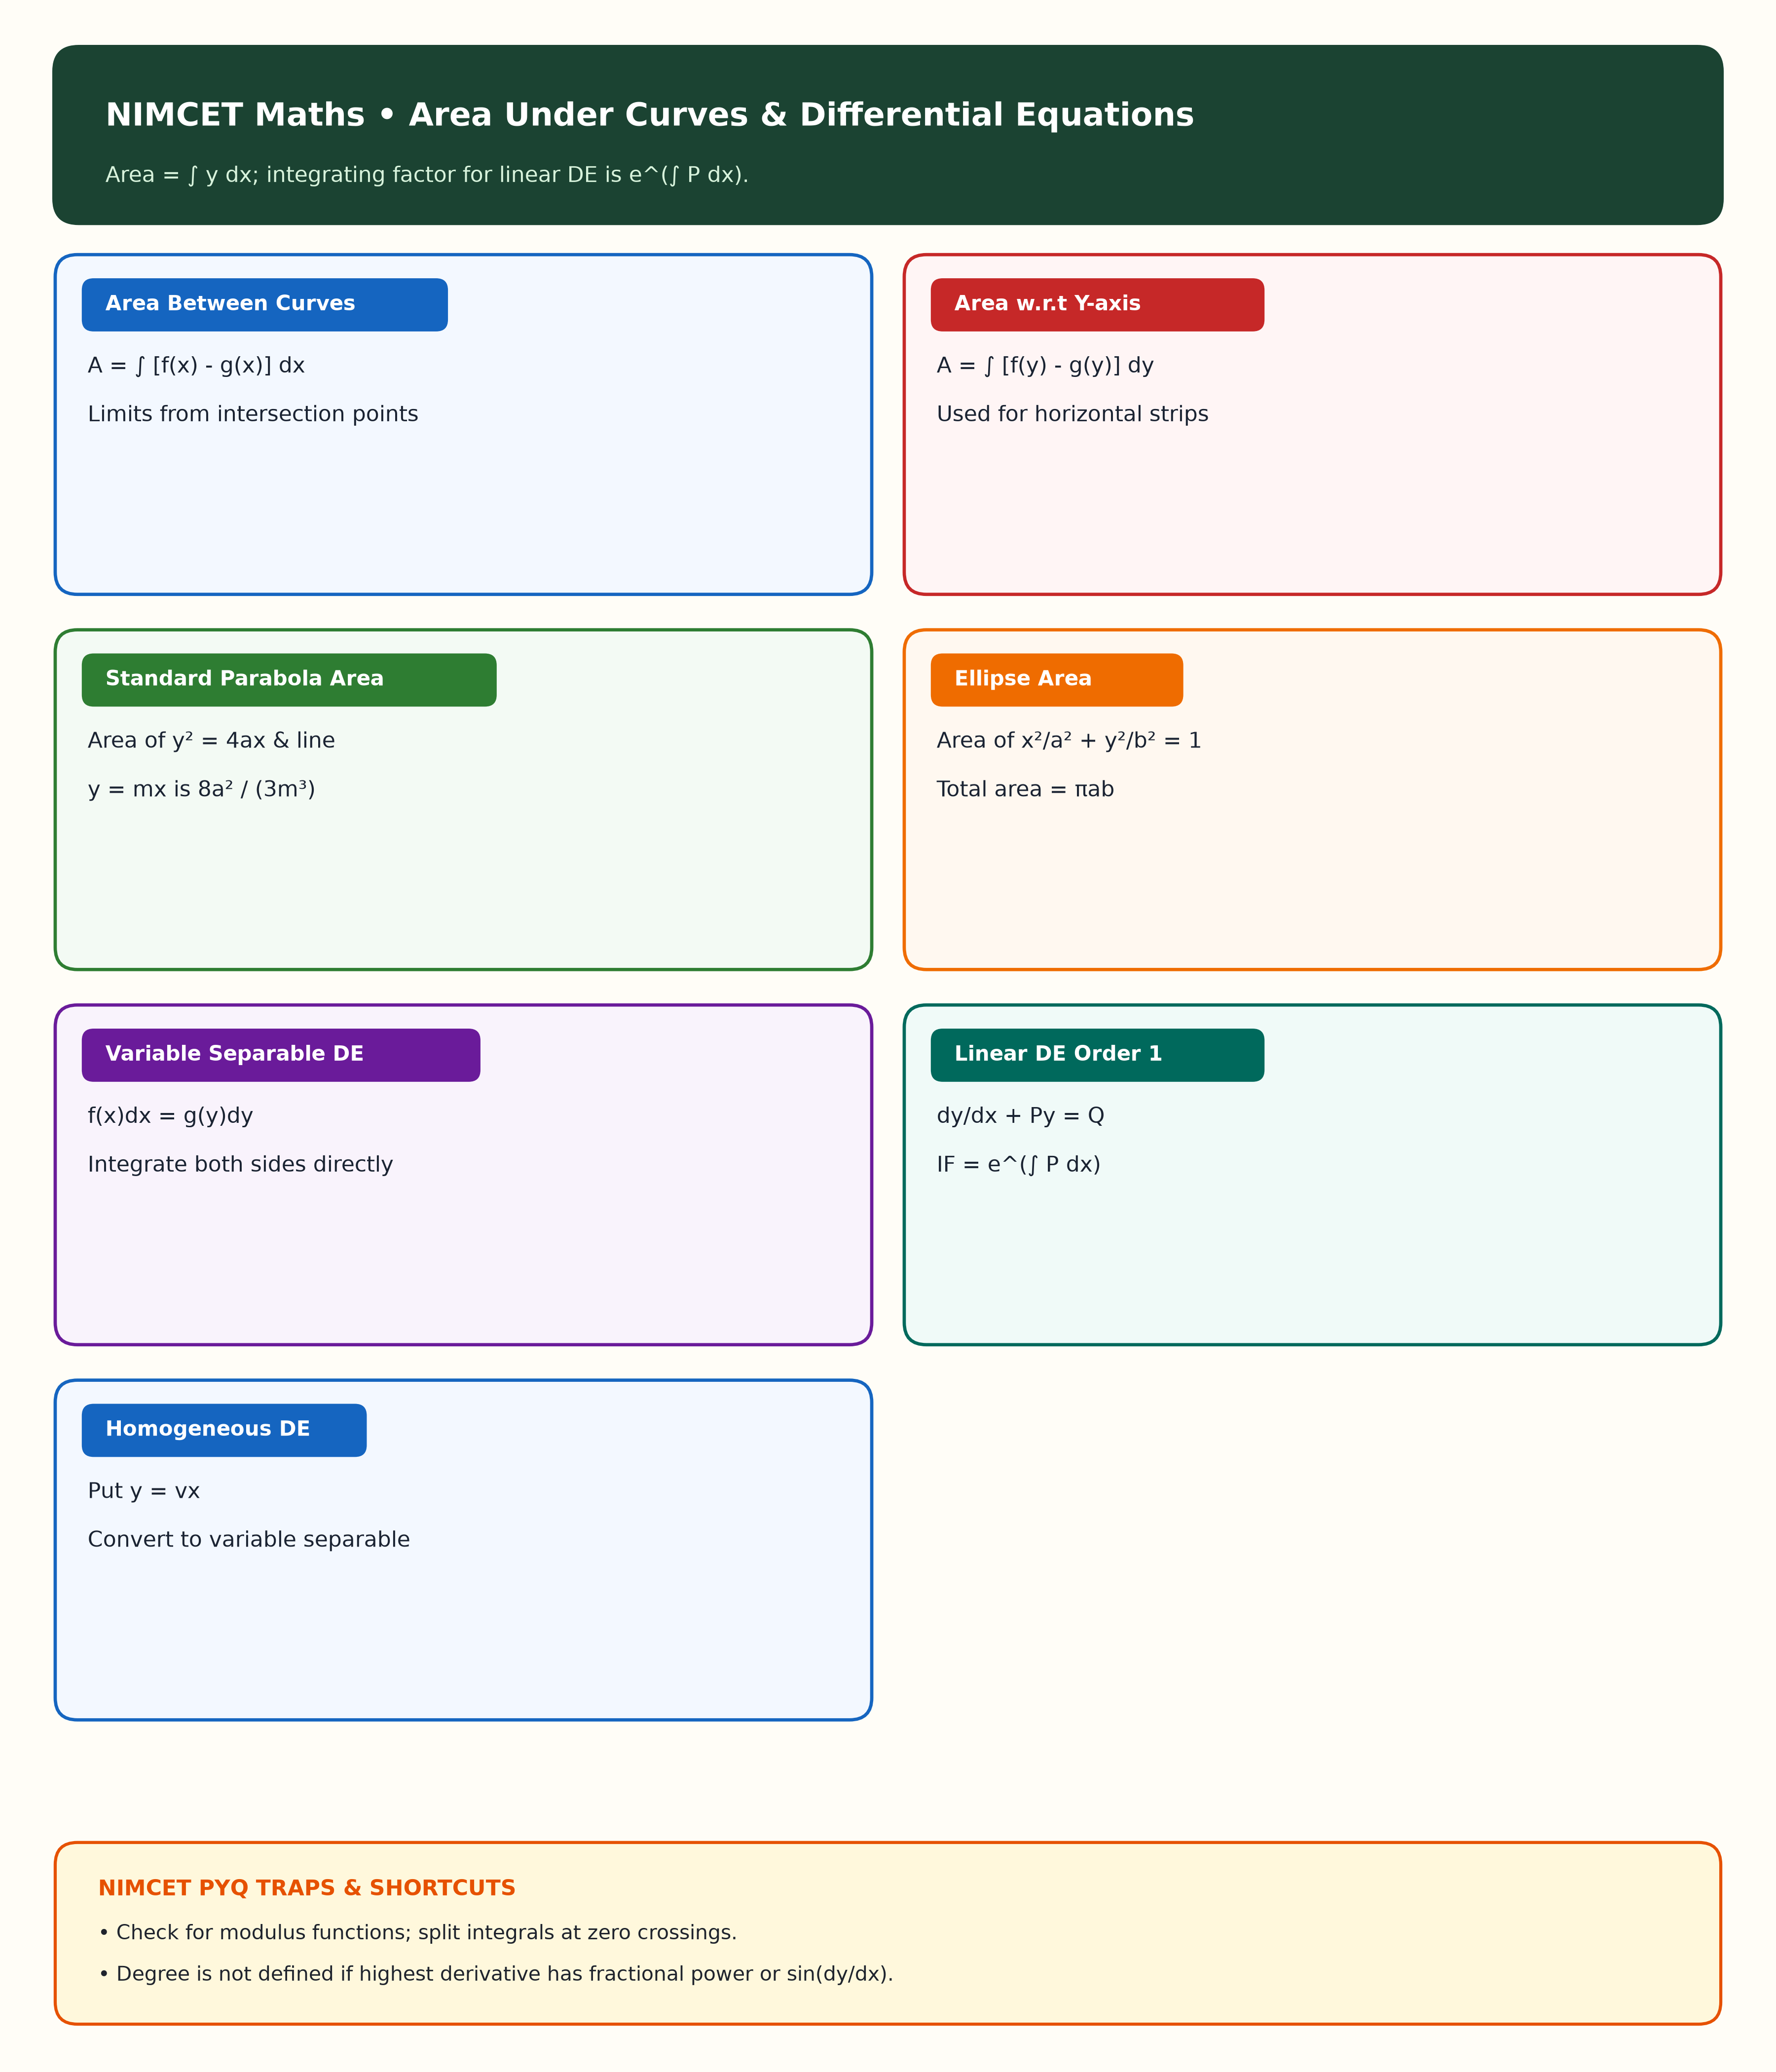 NIMCET Maths • Area Under Curves & Differential Equations
Area = ∫ y dx; integrating factor for linear DE is e^(∫ P dx).
Area Between Curves
A = ∫ [f(x) - g(x)] dx
Limits from intersection points
Area w.r.t Y-axis
A = ∫ [f(y) - g(y)] dy
Used for horizontal strips
Standard Parabola Area
Area of y² = 4ax & line
y = mx is 8a² / (3m³)
Ellipse Area
Area of x²/a² + y²/b² = 1
Total area = πab
Variable Separable DE
f(x)dx = g(y)dy
Integrate both sides directly
Linear DE Order 1
dy/dx + Py = Q
IF = e^(∫ P dx)
Homogeneous DE
Put y = vx
Convert to variable separable
NIMCET PYQ TRAPS & SHORTCUTS
• Check for modulus functions; split integrals at zero crossings.
• Degree is not defined if highest derivative has fractional power or sin(dy/dx).